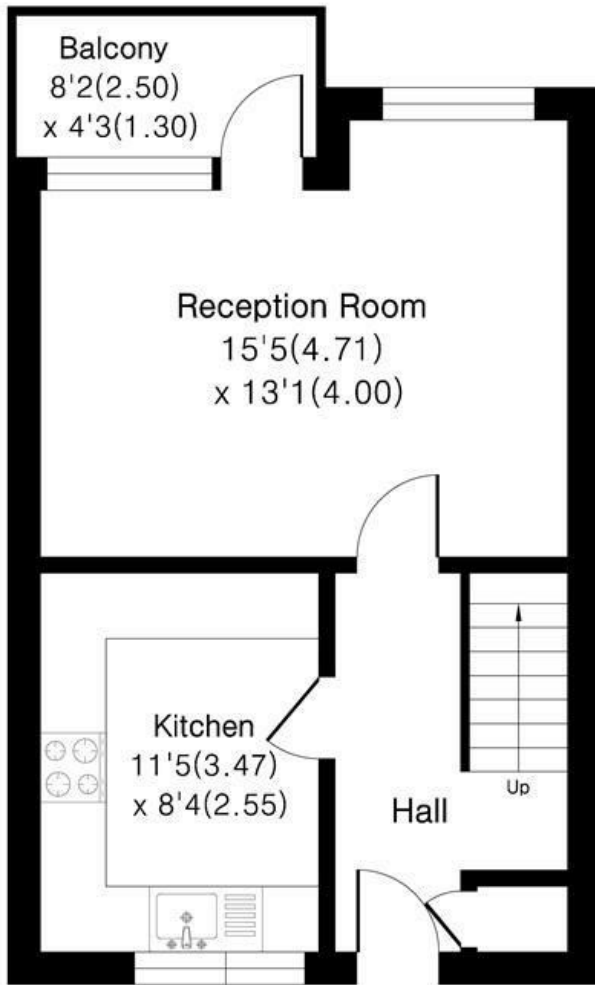 Balcony
8'2(2.50)
x 4'3(1.30)
Reception Room
15'5(4.71)
x 13'1(4.00)
Kitchen
11'5(3.47)
x 8'4(2.55)
Hall
Up